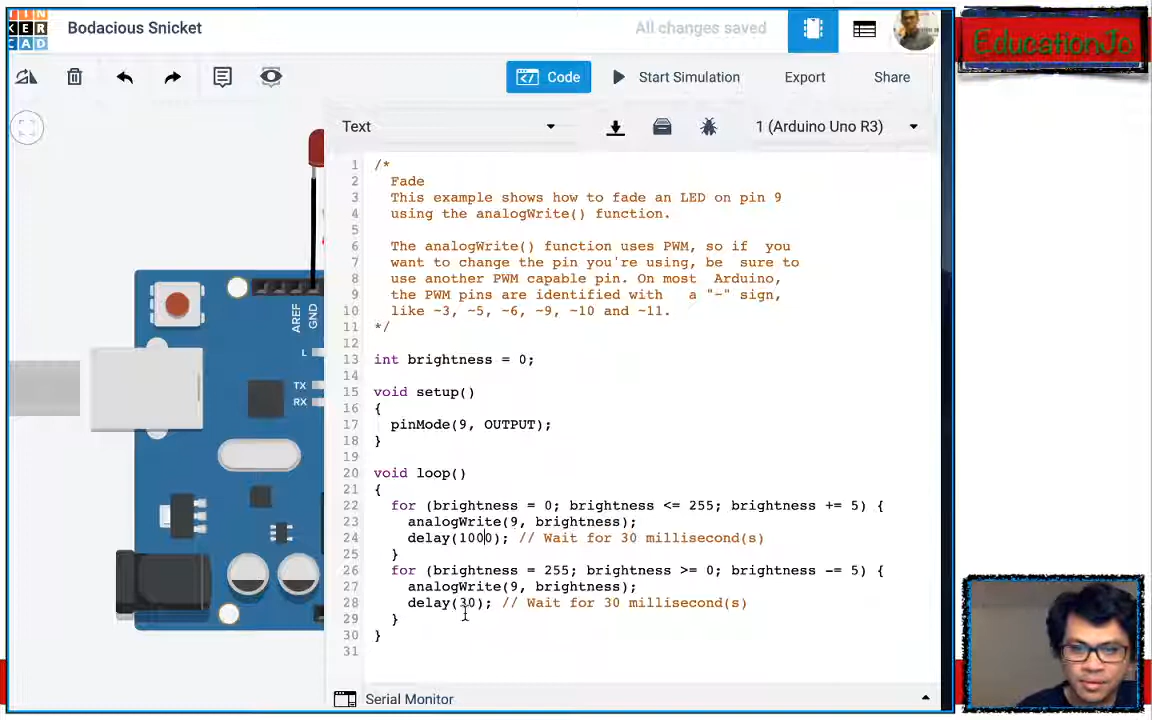 TIN
KER
CAD
Bodacious Snicket
All changes saved
EducationJo
Code
Start Simulation
Export
Share
Text
1 (Arduino Uno R3)
1 /*
2 Fade
3 This example shows how to fade an LED on pin 9
4 using the analogWrite() function.
5
6 The analogWrite() function uses PWM, so if you
7 want to change the pin you're using, be sure to
8 use another PWM capable pin. On most Arduino,
9 the PWM pins are identified with a "~" sign,
10 like ~3, ~5, ~6, ~9, ~10 and ~11.
11 */
12
13 int brightness = 0;
14
15 void setup()
16 {
17 pinMode(9, OUTPUT);
18 }
19
20 void loop()
21 {
22 for (brightness = 0; brightness <= 255; brightness += 5) {
23 analogWrite(9, brightness);
24 delay(1000); // Wait for 30 millisecond(s)
25 }
26 for (brightness = 255; brightness >= 0; brightness -= 5) {
27 analogWrite(9, brightness);
28 delay(30); // Wait for 30 millisecond(s)
29 }
30 }
31
AREF
GND
L
TX
RX
Serial Monitor